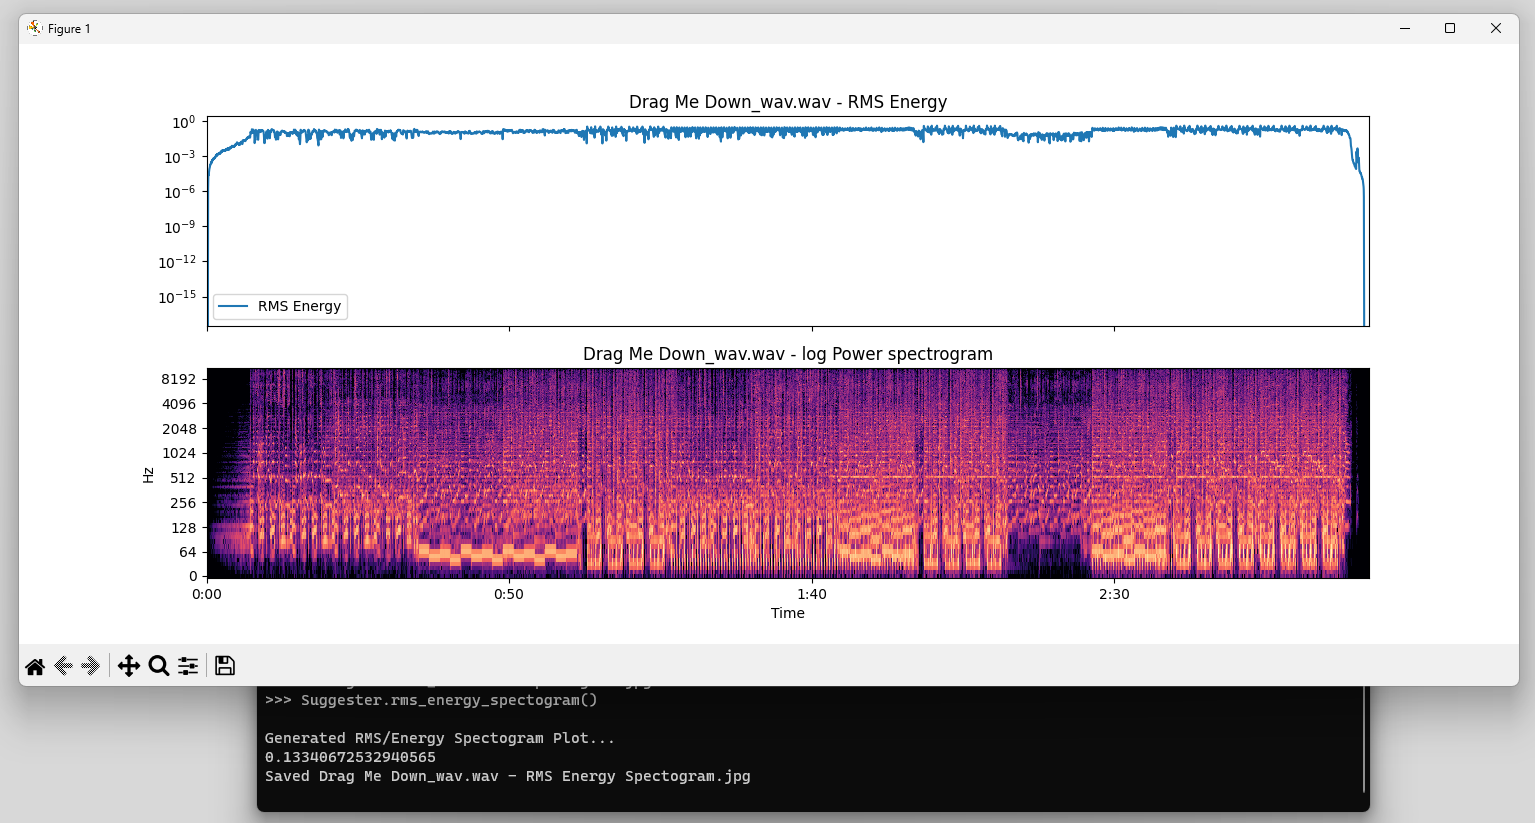 Figure 1
Drag Me Down_wav.wav - RMS Energy
10⁰
10⁻³
10⁻⁶
10⁻⁹
10⁻¹²
10⁻¹⁵
RMS Energy
Drag Me Down_wav.wav - log Power spectrogram
8192
4096
2048
1024
512
256
128
64
0
Hz
0:00 0:50 1:40 2:30
Time
>>> Suggester.rms_energy_spectogram()
Generated RMS/Energy Spectogram Plot...
0.13340672532940565
Saved Drag Me Down_wav.wav - RMS Energy Spectogram.jpg